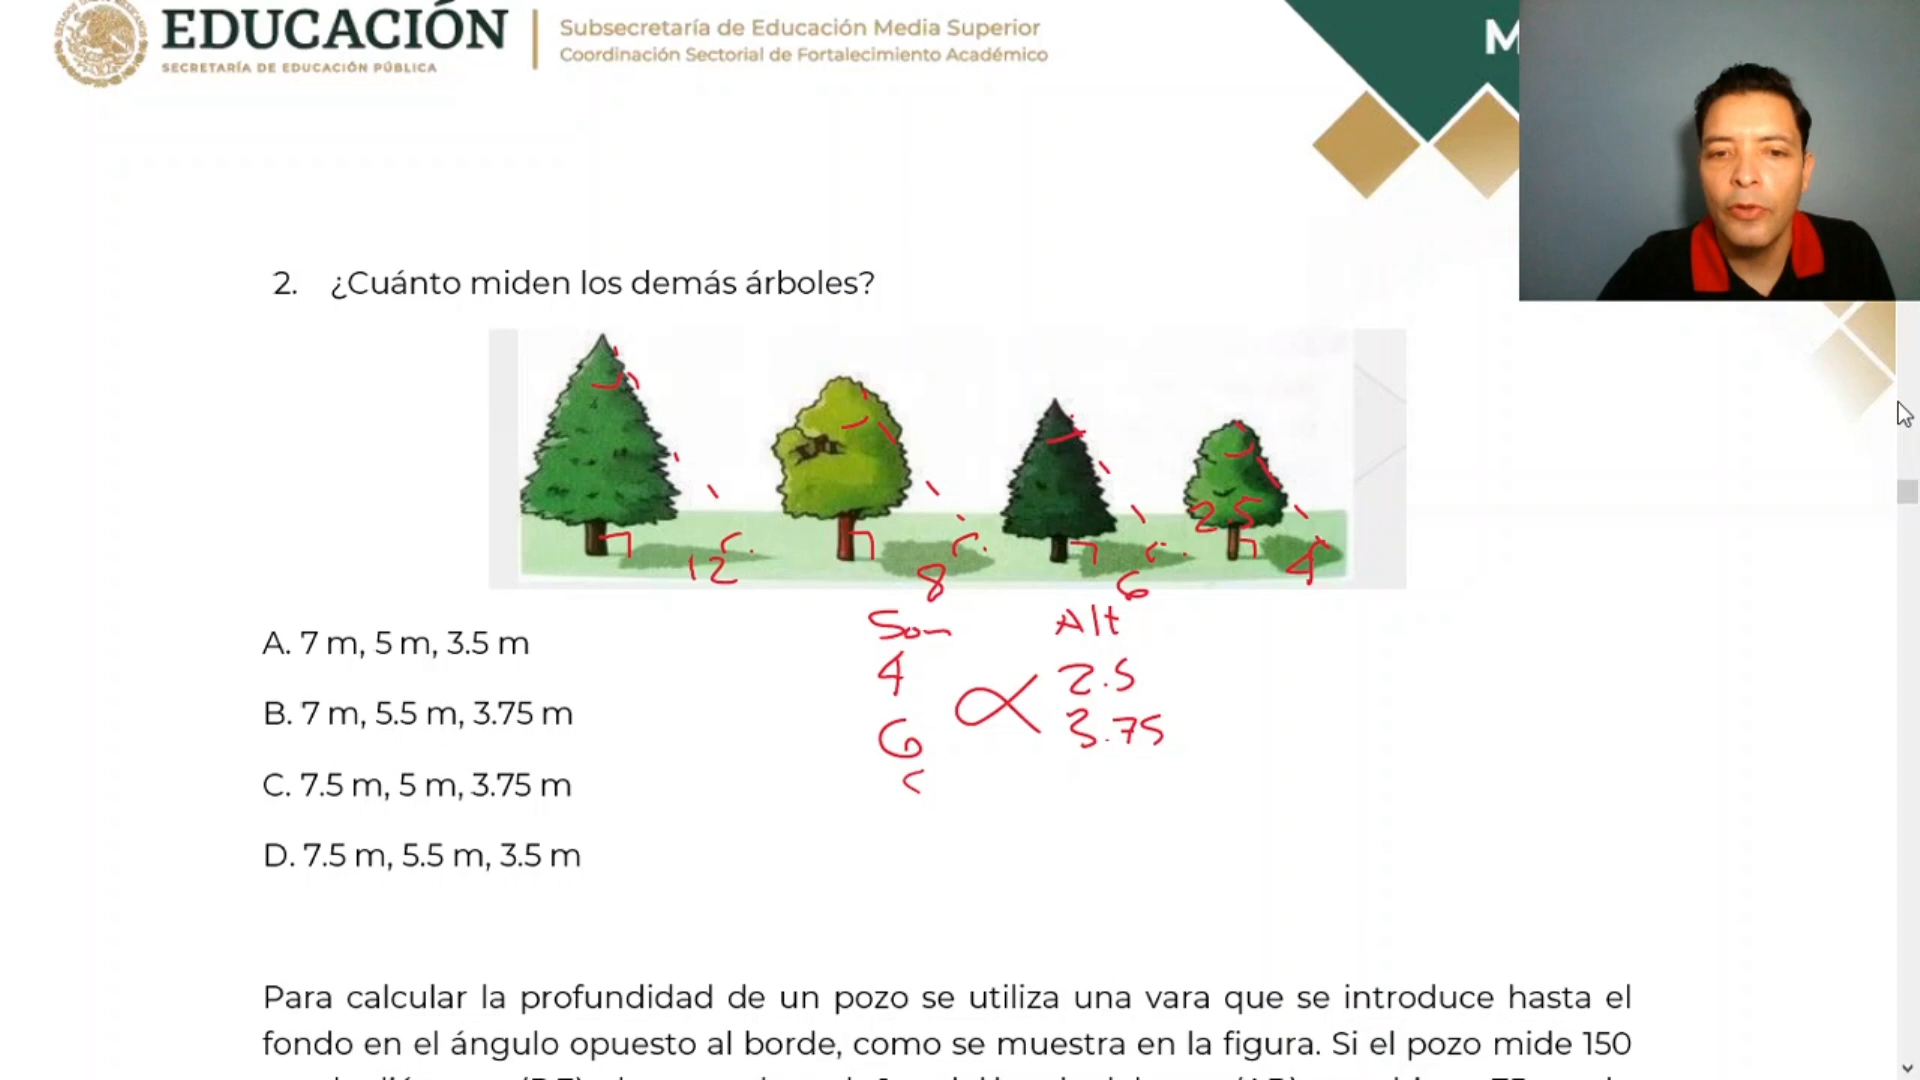 EDUCACIÓN
SECRETARÍA DE EDUCACIÓN PÚBLICA
Subsecretaría de Educación Media Superior
Coordinación Sectorial de Fortalecimiento Académico
M
2. ¿Cuánto miden los demás árboles?
2.5
12
8
6
4
Som Alt
4 2.5
6 3.75
A. 7 m, 5 m, 3.5 m
B. 7 m, 5.5 m, 3.75 m
C. 7.5 m, 5 m, 3.75 m
D. 7.5 m, 5.5 m, 3.5 m
Para calcular la profundidad de un pozo se utiliza una vara que se introduce hasta el
fondo en el ángulo opuesto al borde, como se muestra en la figura. Si el pozo mide 150